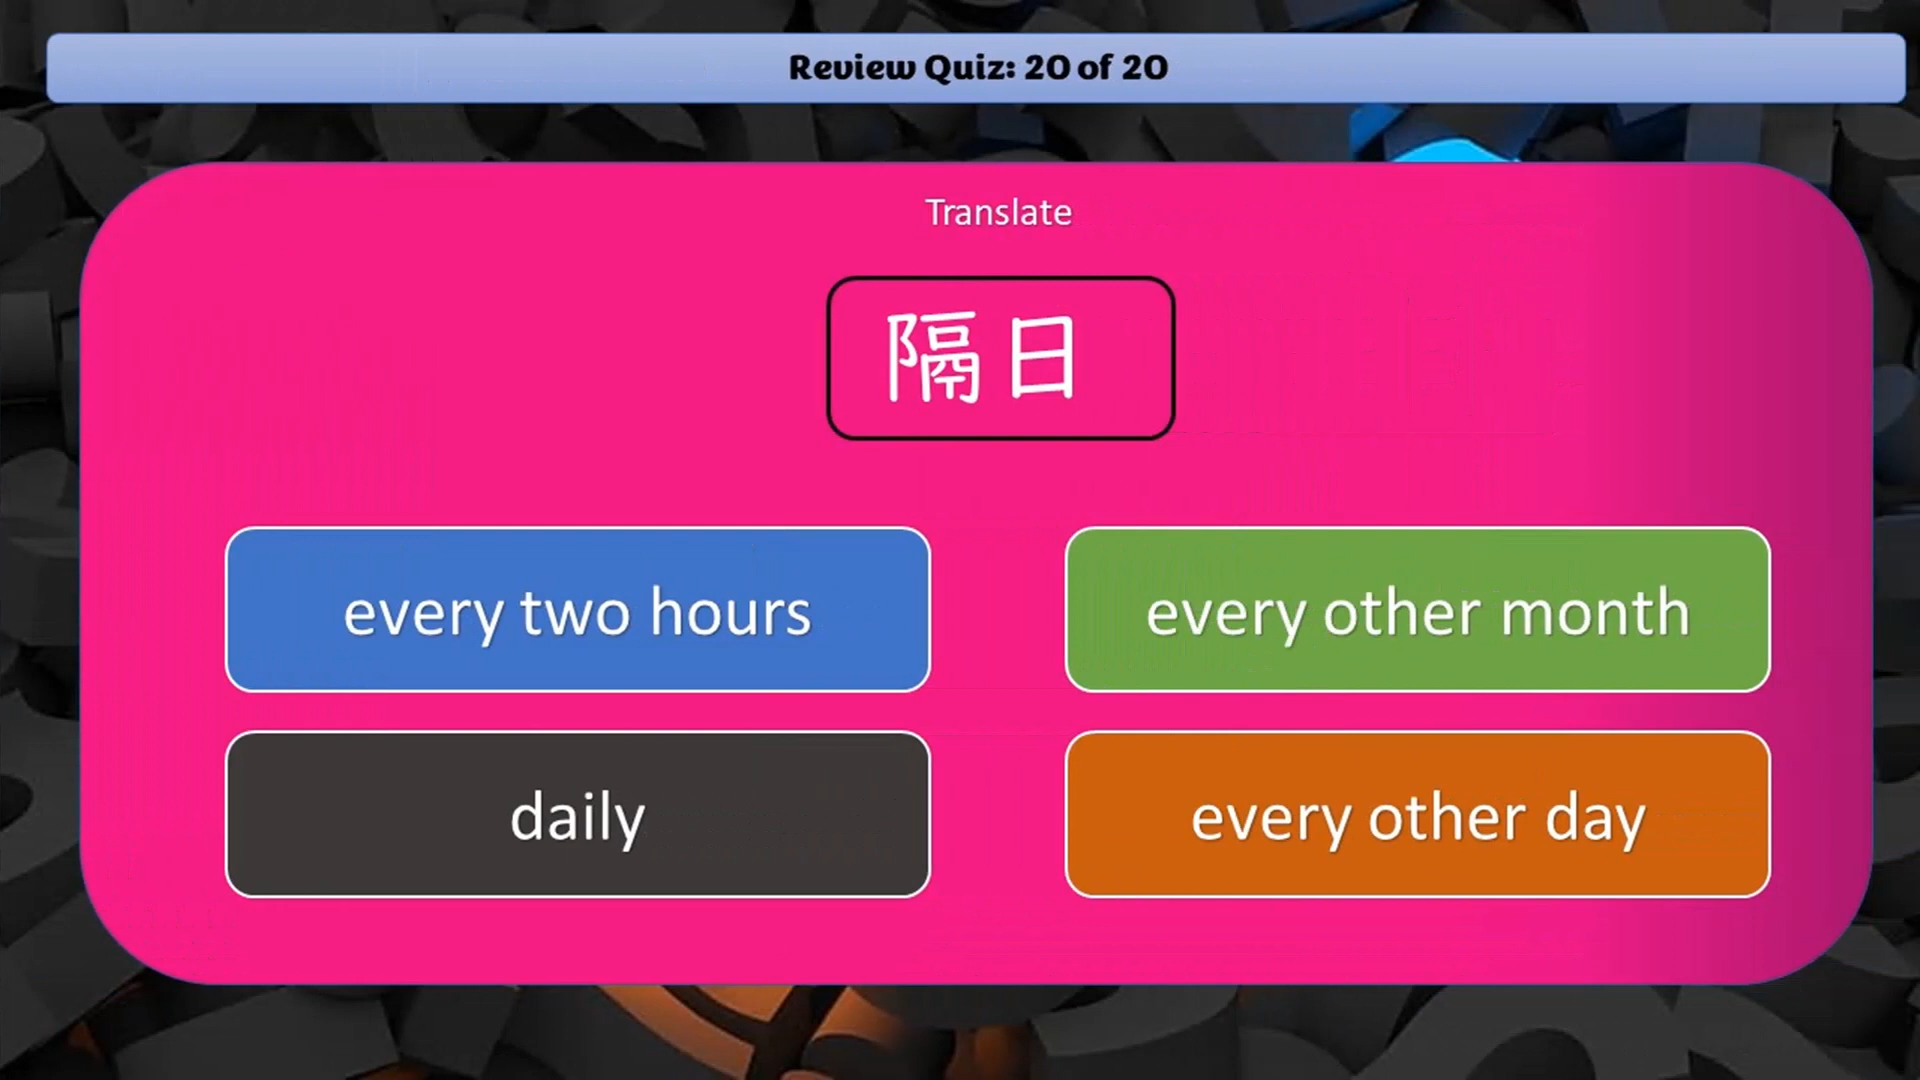 Review Quiz: 20 of 20
Translate
隔日
every two hours
every other month
daily
every other day